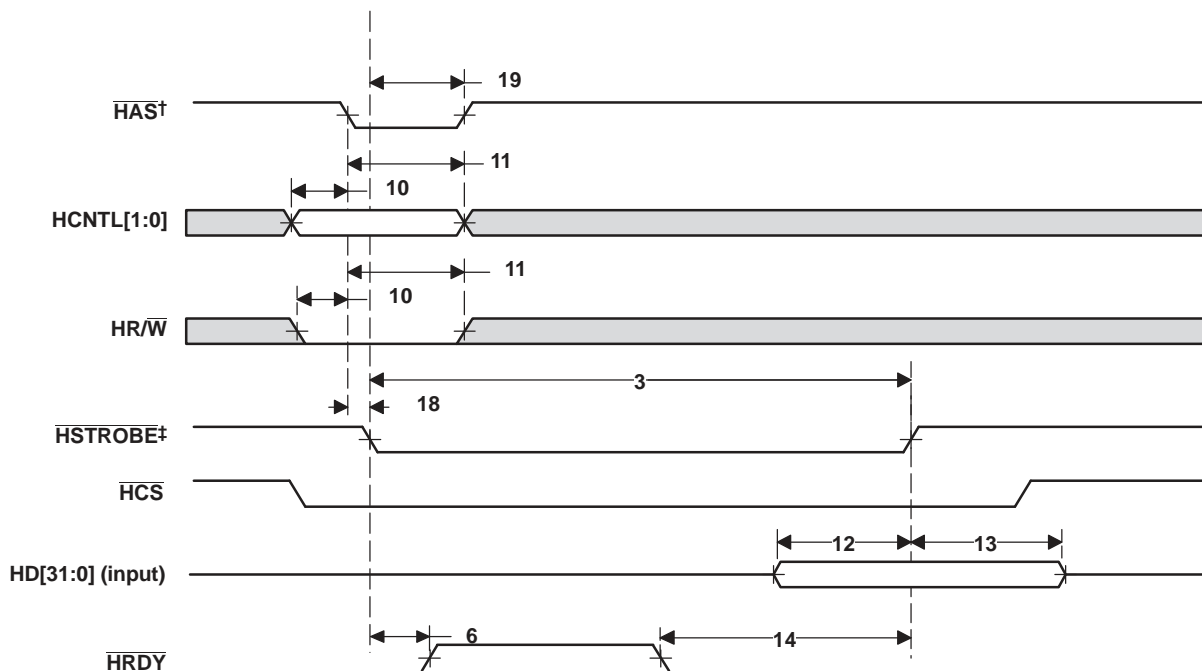 19
HAS†
11
10
HCNTL[1:0]
11
10
HR/W
3
18
HSTROBE‡
HCS
12
13
HD[31:0] (input)
6
14
HRDY